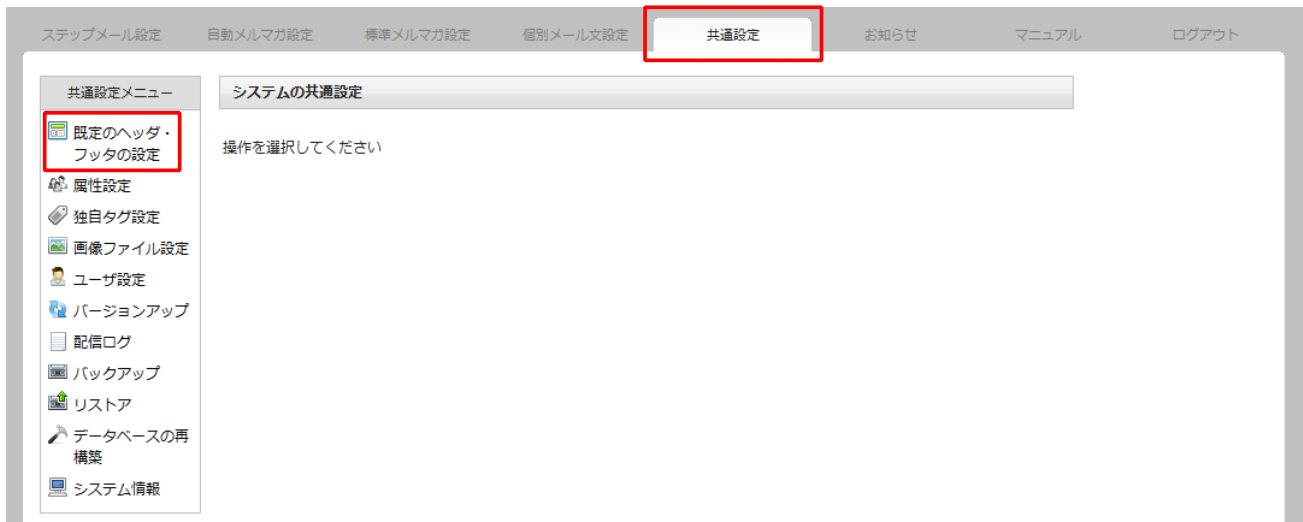 ステップメール設定 自動メルマガ設定 標準メルマガ設定 個別メール文設定 共通設定 お知らせ マニュアル ログアウト
共通設定メニュー
既定のヘッダ・
フッタの設定
属性設定
独自タグ設定
画像ファイル設定
ユーザ設定
バージョンアップ
配信ログ
バックアップ
リストア
データベースの再
構築
システム情報
システムの共通設定
操作を選択してください